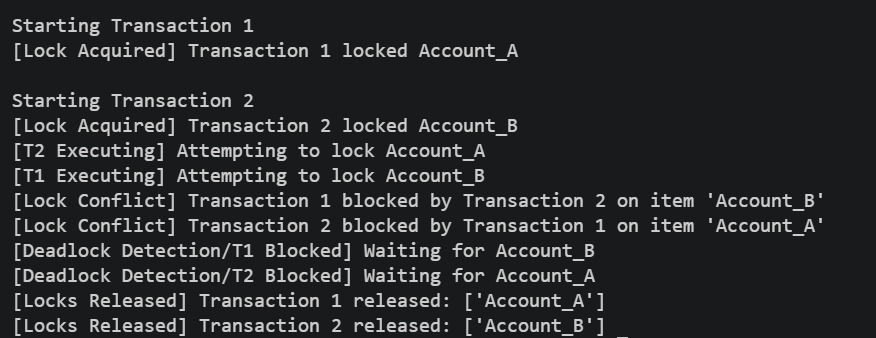 Starting Transaction 1
[Lock Acquired] Transaction 1 locked Account_A
Starting Transaction 2
[Lock Acquired] Transaction 2 locked Account_B
[T2 Executing] Attempting to lock Account_A
[T1 Executing] Attempting to lock Account_B
[Lock Conflict] Transaction 1 blocked by Transaction 2 on item 'Account_B'
[Lock Conflict] Transaction 2 blocked by Transaction 1 on item 'Account_A'
[Deadlock Detection/T1 Blocked] Waiting for Account_B
[Deadlock Detection/T2 Blocked] Waiting for Account_A
[Locks Released] Transaction 1 released: ['Account_A']
[Locks Released] Transaction 2 released: ['Account_B']